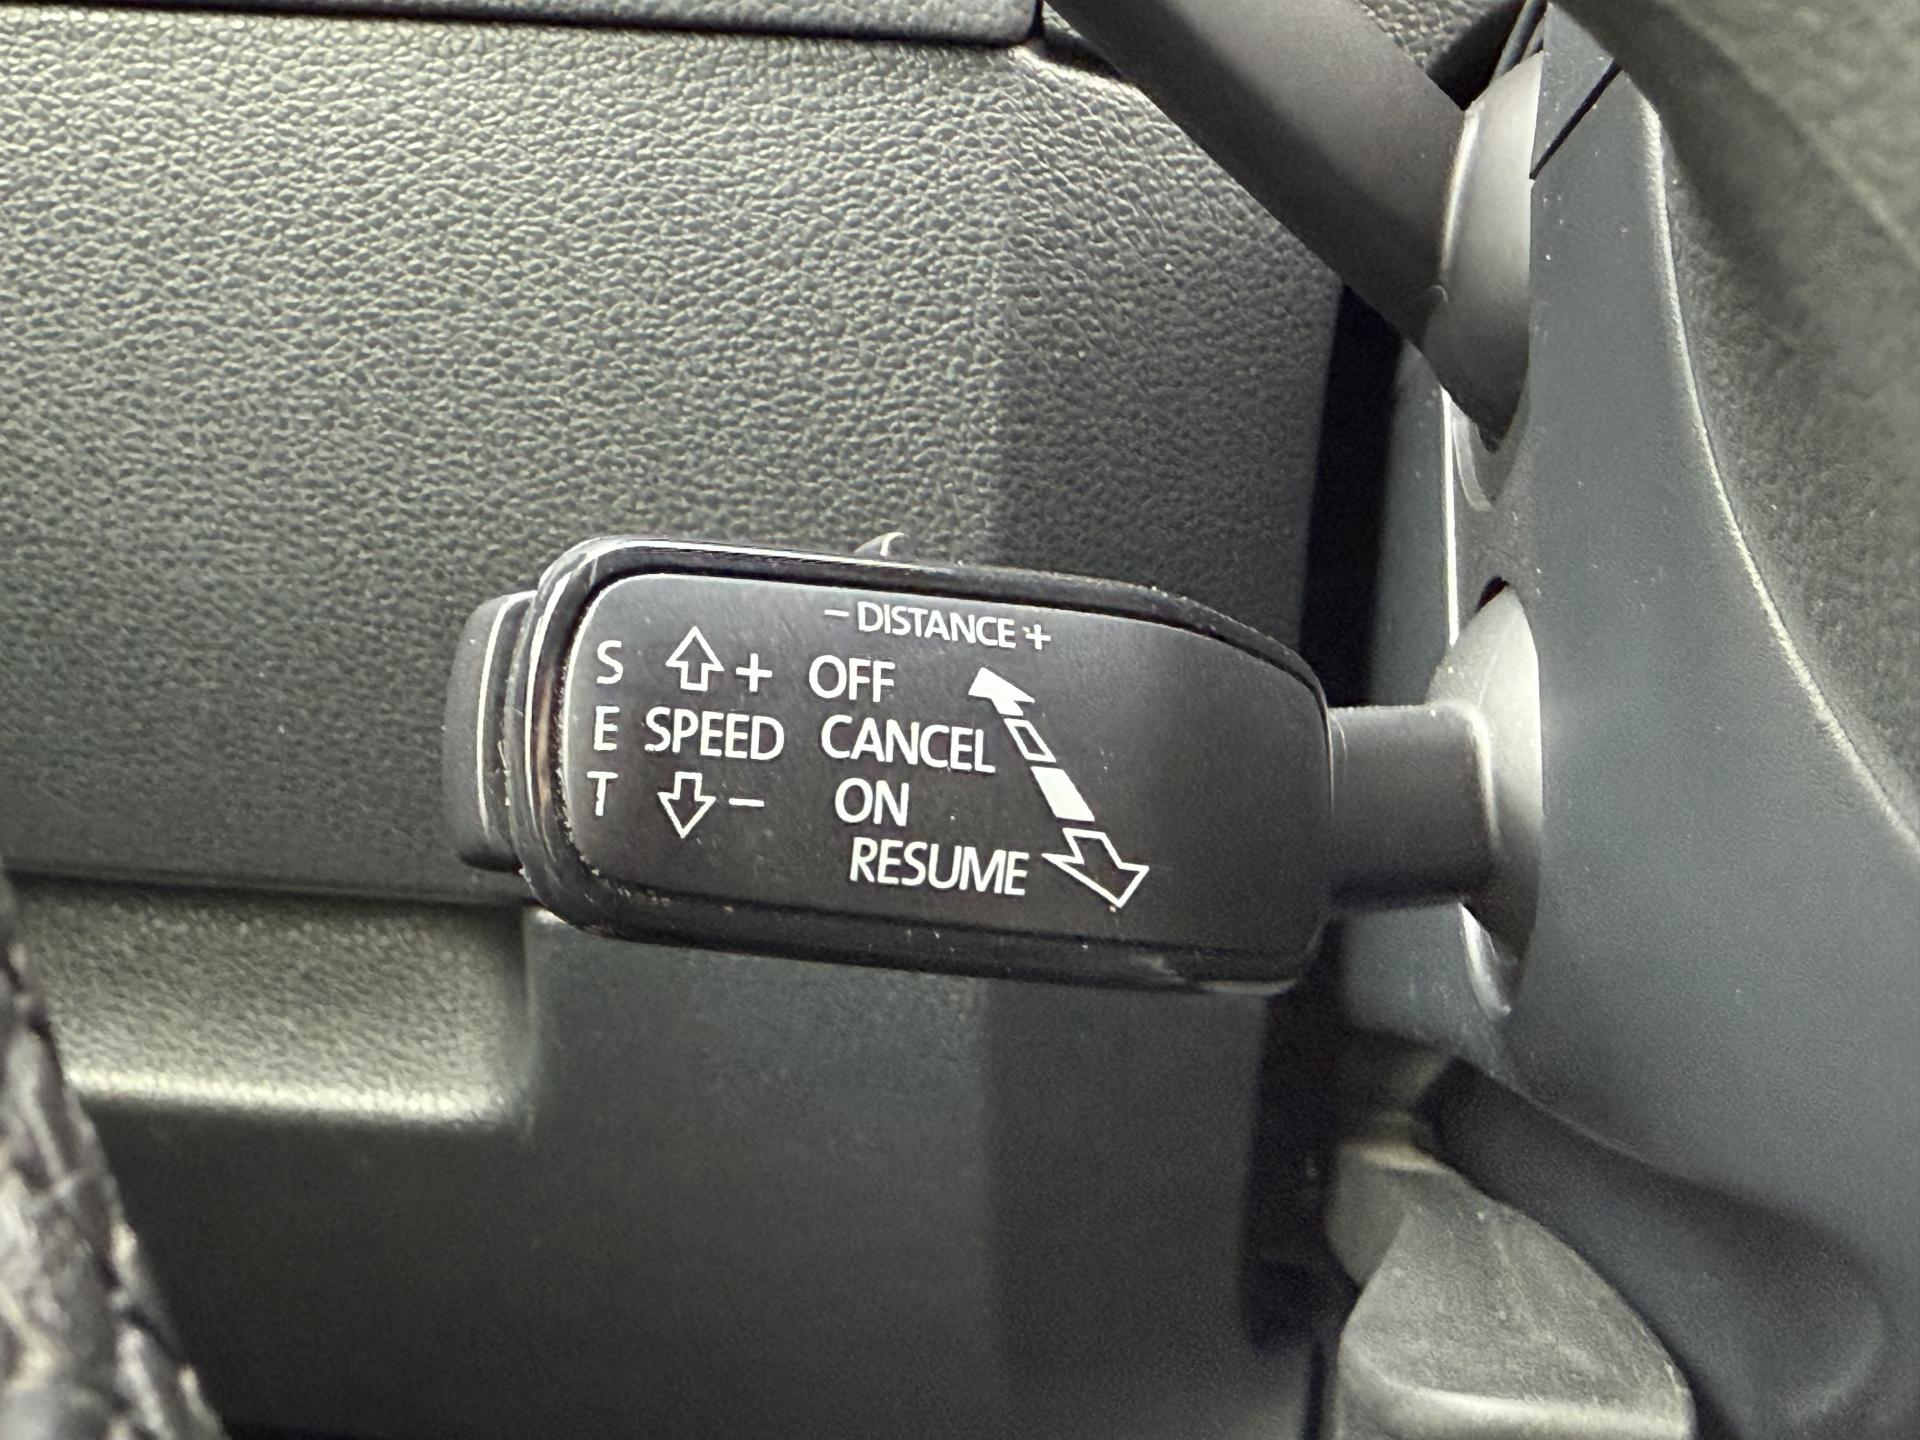 − DISTANCE +
S + OFF
E SPEED CANCEL
T − ON
RESUME